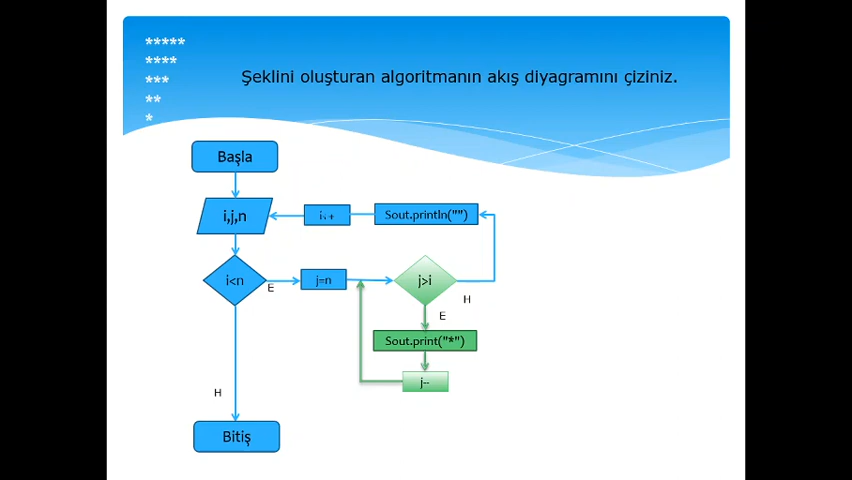 *****
****
***
**
*
Şeklini oluşturan algoritmanın akış diyagramını çiziniz.
Başla
i,j,n
i++
Sout.println("")
i<n
E
j=n
j>i
H
E
Sout.print("*")
j--
H
Bitiş